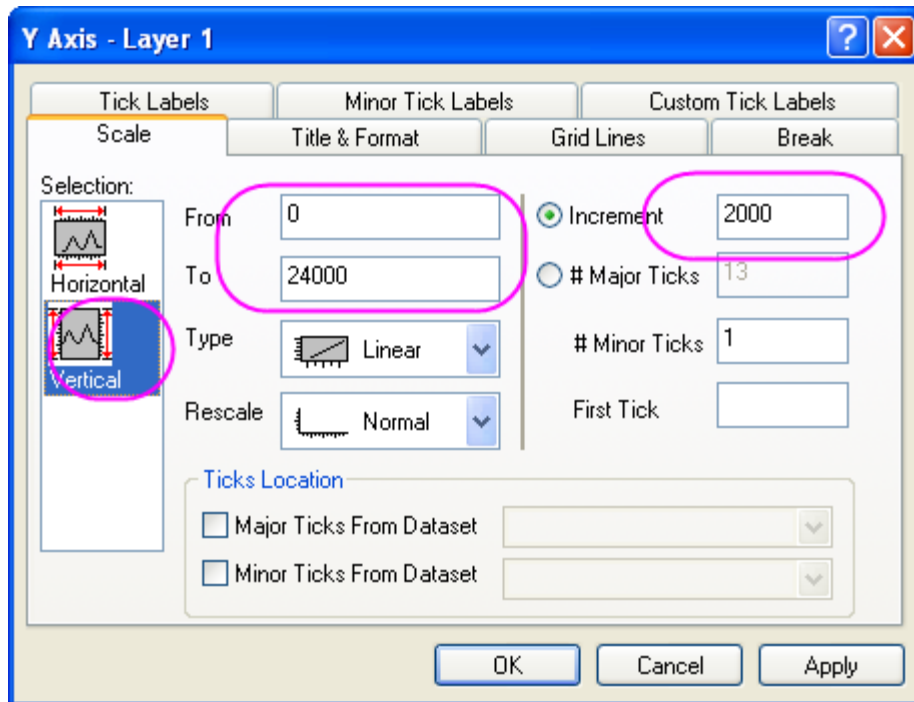 Y Axis - Layer 1
Tick Labels
Minor Tick Labels
Custom Tick Labels
Scale
Title & Format
Grid Lines
Break
Selection:
Horizontal
Vertical
From 0
To 24000
Type Linear
Rescale Normal
Increment 2000
# Major Ticks 13
# Minor Ticks 1
First Tick
Ticks Location
Major Ticks From Dataset
Minor Ticks From Dataset
OK
Cancel
Apply